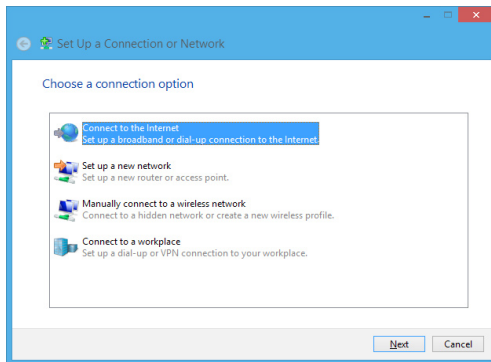 Set Up a Connection or Network
Choose a connection option
Connect to the Internet
Set up a broadband or dial-up connection to the Internet.
Set up a new network
Set up a new router or access point.
Manually connect to a wireless network
Connect to a hidden network or create a new wireless profile.
Connect to a workplace
Set up a dial-up or VPN connection to your workplace.
Next Cancel